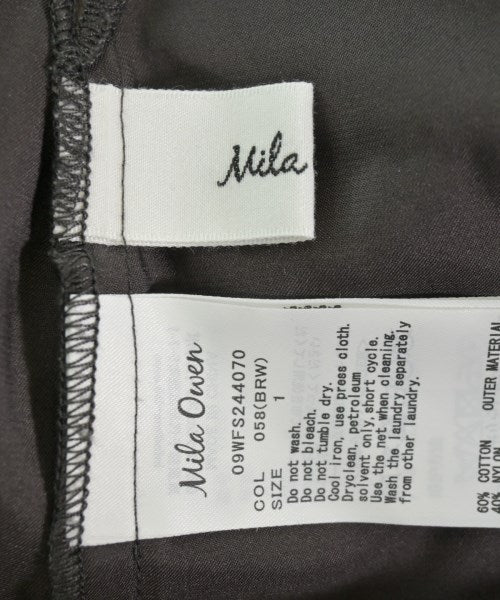 Mila
Mila Owen
09WFS244070
COL 058(BRW)
SIZE 1
Do not wash.
Do not bleach.
Do not tumble dry.
Cool iron, use press cloth.
Dryclean, petroleum
solvent only,short cycle.
Use the net when cleaning.
Wash the laundry separately
from other laundry.
OUTER MATERIAL
60% COTTON
40% NYLON